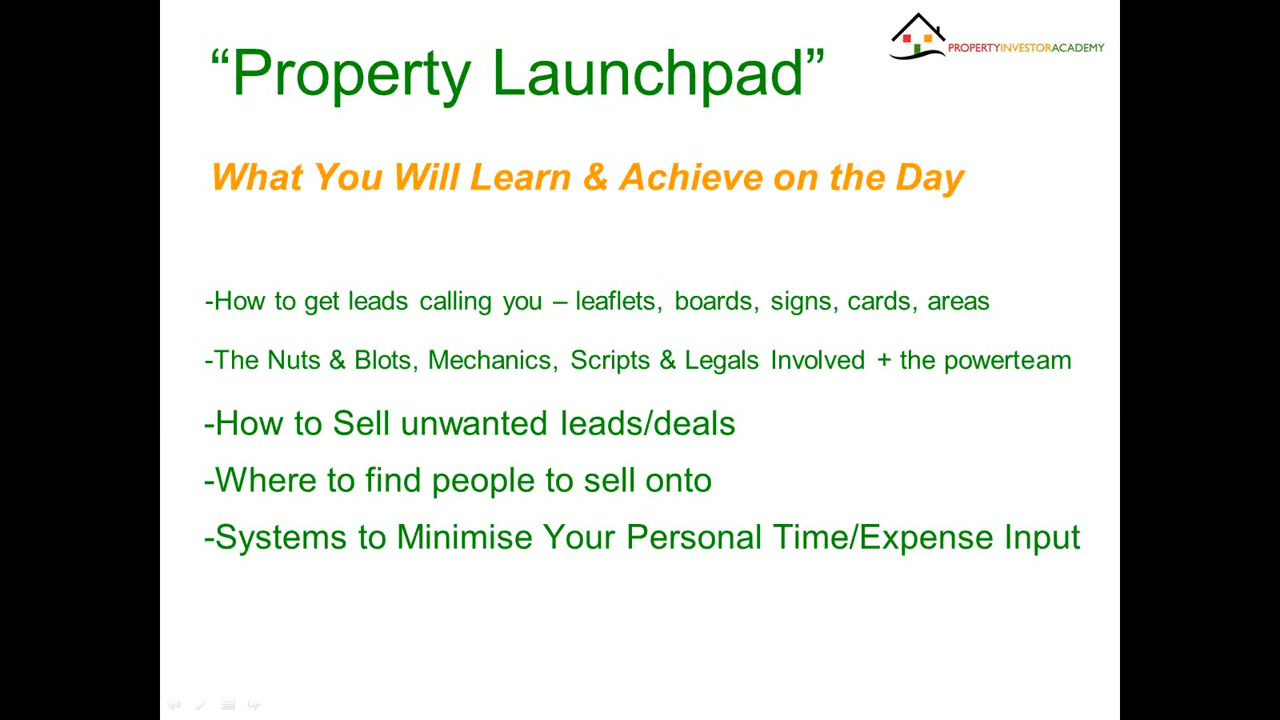 “Property Launchpad”
PROPERTYINVESTORACADEMY
What You Will Learn & Achieve on the Day
-How to get leads calling you – leaflets, boards, signs, cards, areas
-The Nuts & Blots, Mechanics, Scripts & Legals Involved + the powerteam
-How to Sell unwanted leads/deals
-Where to find people to sell onto
-Systems to Minimise Your Personal Time/Expense Input